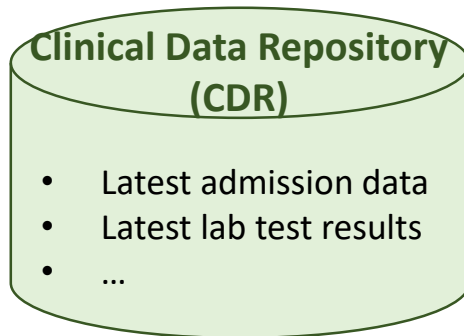 Clinical Data Repository
(CDR)
• Latest admission data
• Latest lab test results
• ...